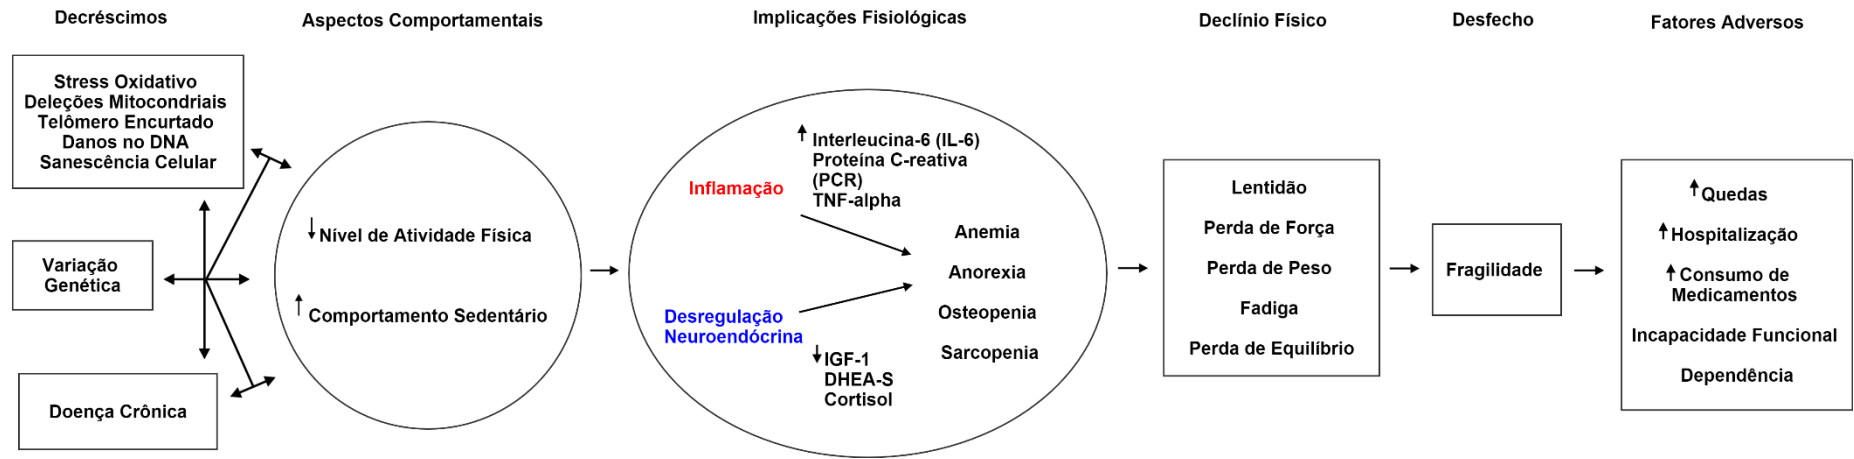 Decréscimos
Aspectos Comportamentais
Implicações Fisiológicas
Declínio Físico
Desfecho
Fatores Adversos
Stress Oxidativo
Deleções Mitocondriais
Telômero Encurtado
Danos no DNA
Sanescência Celular
Variação
Genética
Doença Crônica
Nível de Atividade Física
Comportamento Sedentário
Inflamação
Interleucina-6 (IL-6)
Proteína C-reativa
(PCR)
TNF-alpha
Desregulação
Neuroendócrina
IGF-1
DHEA-S
Cortisol
Anemia
Anorexia
Osteopenia
Sarcopenia
Lentidão
Perda de Força
Perda de Peso
Fadiga
Perda de Equilíbrio
Fragilidade
Quedas
Hospitalização
Consumo de
Medicamentos
Incapacidade Funcional
Dependência